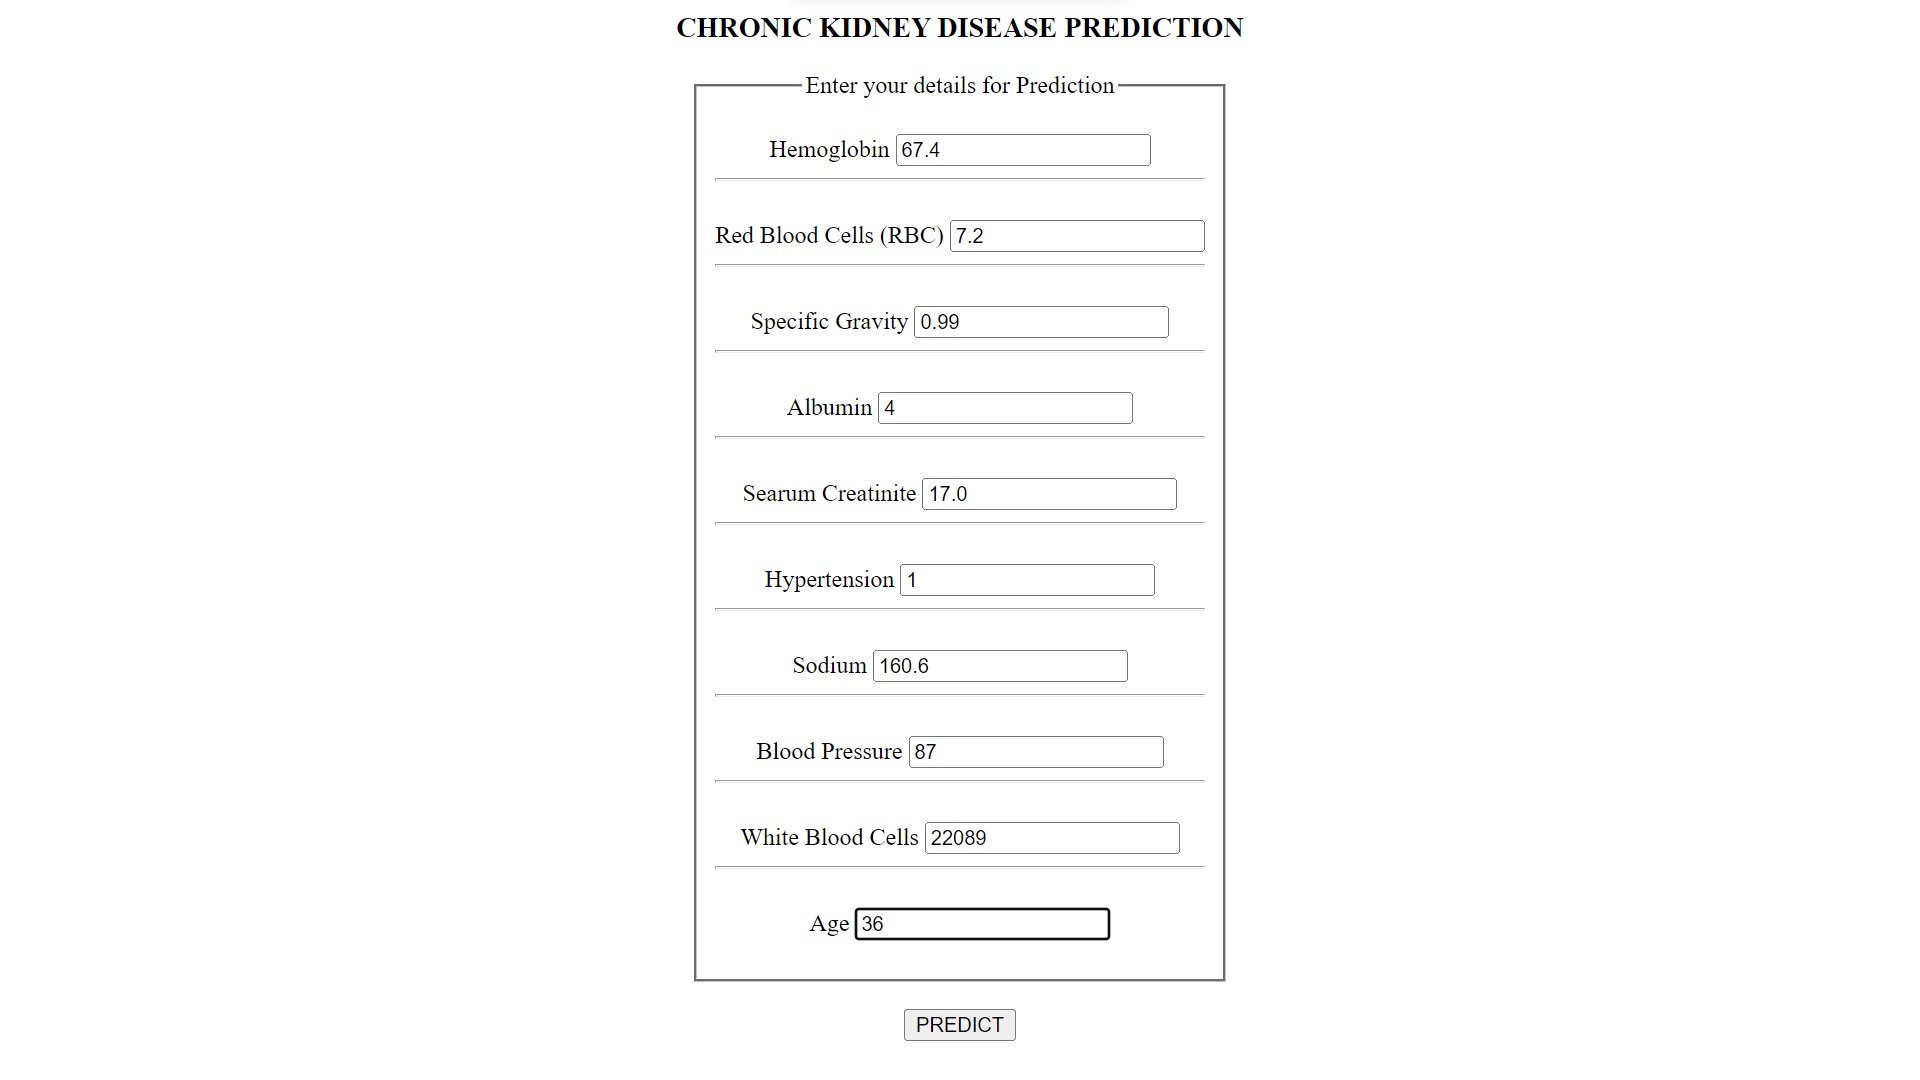 CHRONIC KIDNEY DISEASE PREDICTION
Enter your details for Prediction
Hemoglobin 67.4
Red Blood Cells (RBC) 7.2
Specific Gravity 0.99
Albumin 4
Searum Creatinite 17.0
Hypertension 1
Sodium 160.6
Blood Pressure 87
White Blood Cells 22089
Age 36
PREDICT